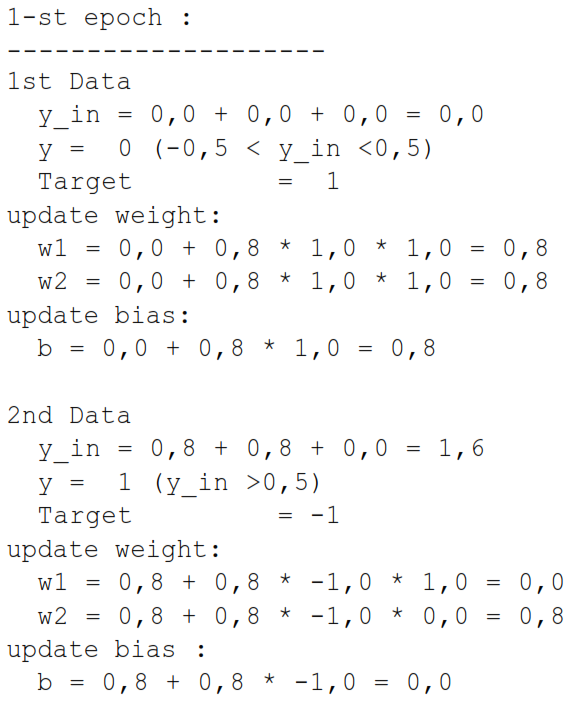 1-st epoch :
--------------------
1st Data
y_in = 0,0 + 0,0 + 0,0 = 0,0
y =  0 (-0,5 < y_in <0,5)
Target         =  1
update weight:
w1 = 0,0 + 0,8 * 1,0 * 1,0 = 0,8
w2 = 0,0 + 0,8 * 1,0 * 1,0 = 0,8
update bias:
b = 0,0 + 0,8 * 1,0 = 0,8
2nd Data
y_in = 0,8 + 0,8 + 0,0 = 1,6
y =  1 (y_in >0,5)
Target         = -1
update weight:
w1 = 0,8 + 0,8 * -1,0 * 1,0 = 0,0
w2 = 0,8 + 0,8 * -1,0 * 0,0 = 0,8
update bias :
b = 0,8 + 0,8 * -1,0 = 0,0